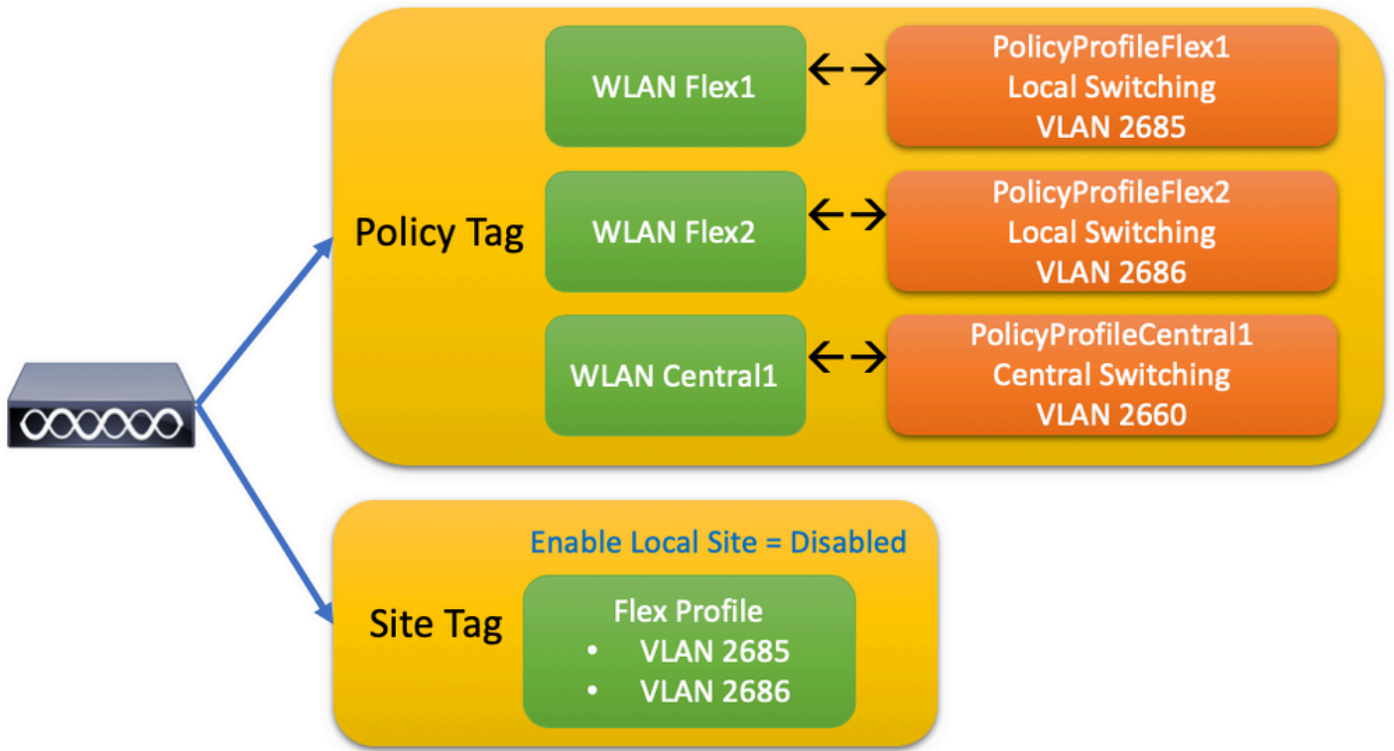 Policy Tag
WLAN Flex1
PolicyProfileFlex1
Local Switching
VLAN 2685
WLAN Flex2
PolicyProfileFlex2
Local Switching
VLAN 2686
WLAN Central1
PolicyProfileCentral1
Central Switching
VLAN 2660
Site Tag
Enable Local Site = Disabled
Flex Profile
• VLAN 2685
• VLAN 2686